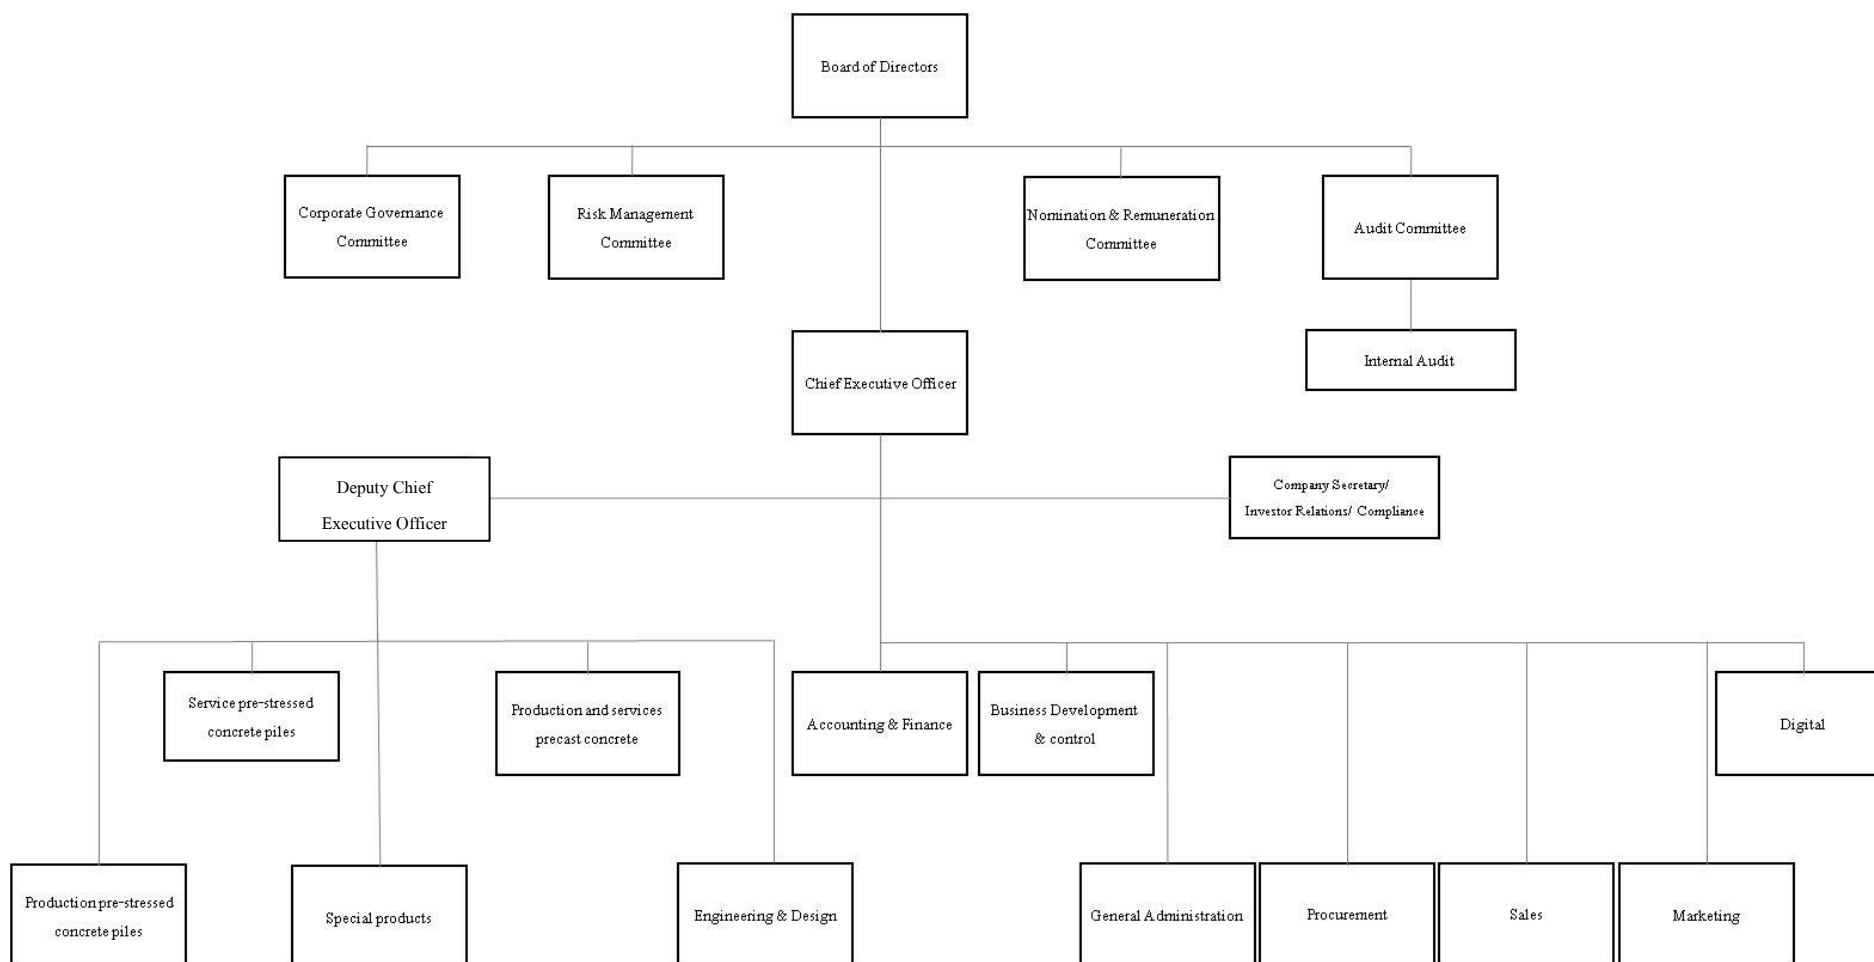 Board of Directors
Corporate Governance
Committee
Risk Management
Committee
Nomination & Remuneration
Committee
Audit Committee
Internal Audit
Chief Executive Officer
Deputy Chief
Executive Officer
Company Secretary/
Investor Relations/ Compliance
Service pre-stressed
concrete piles
Production and services
precast concrete
Accounting & Finance
Business Development
& control
Digital
Production pre-stressed
concrete piles
Special products
Engineering & Design
General Administration
Procurement
Sales
Marketing